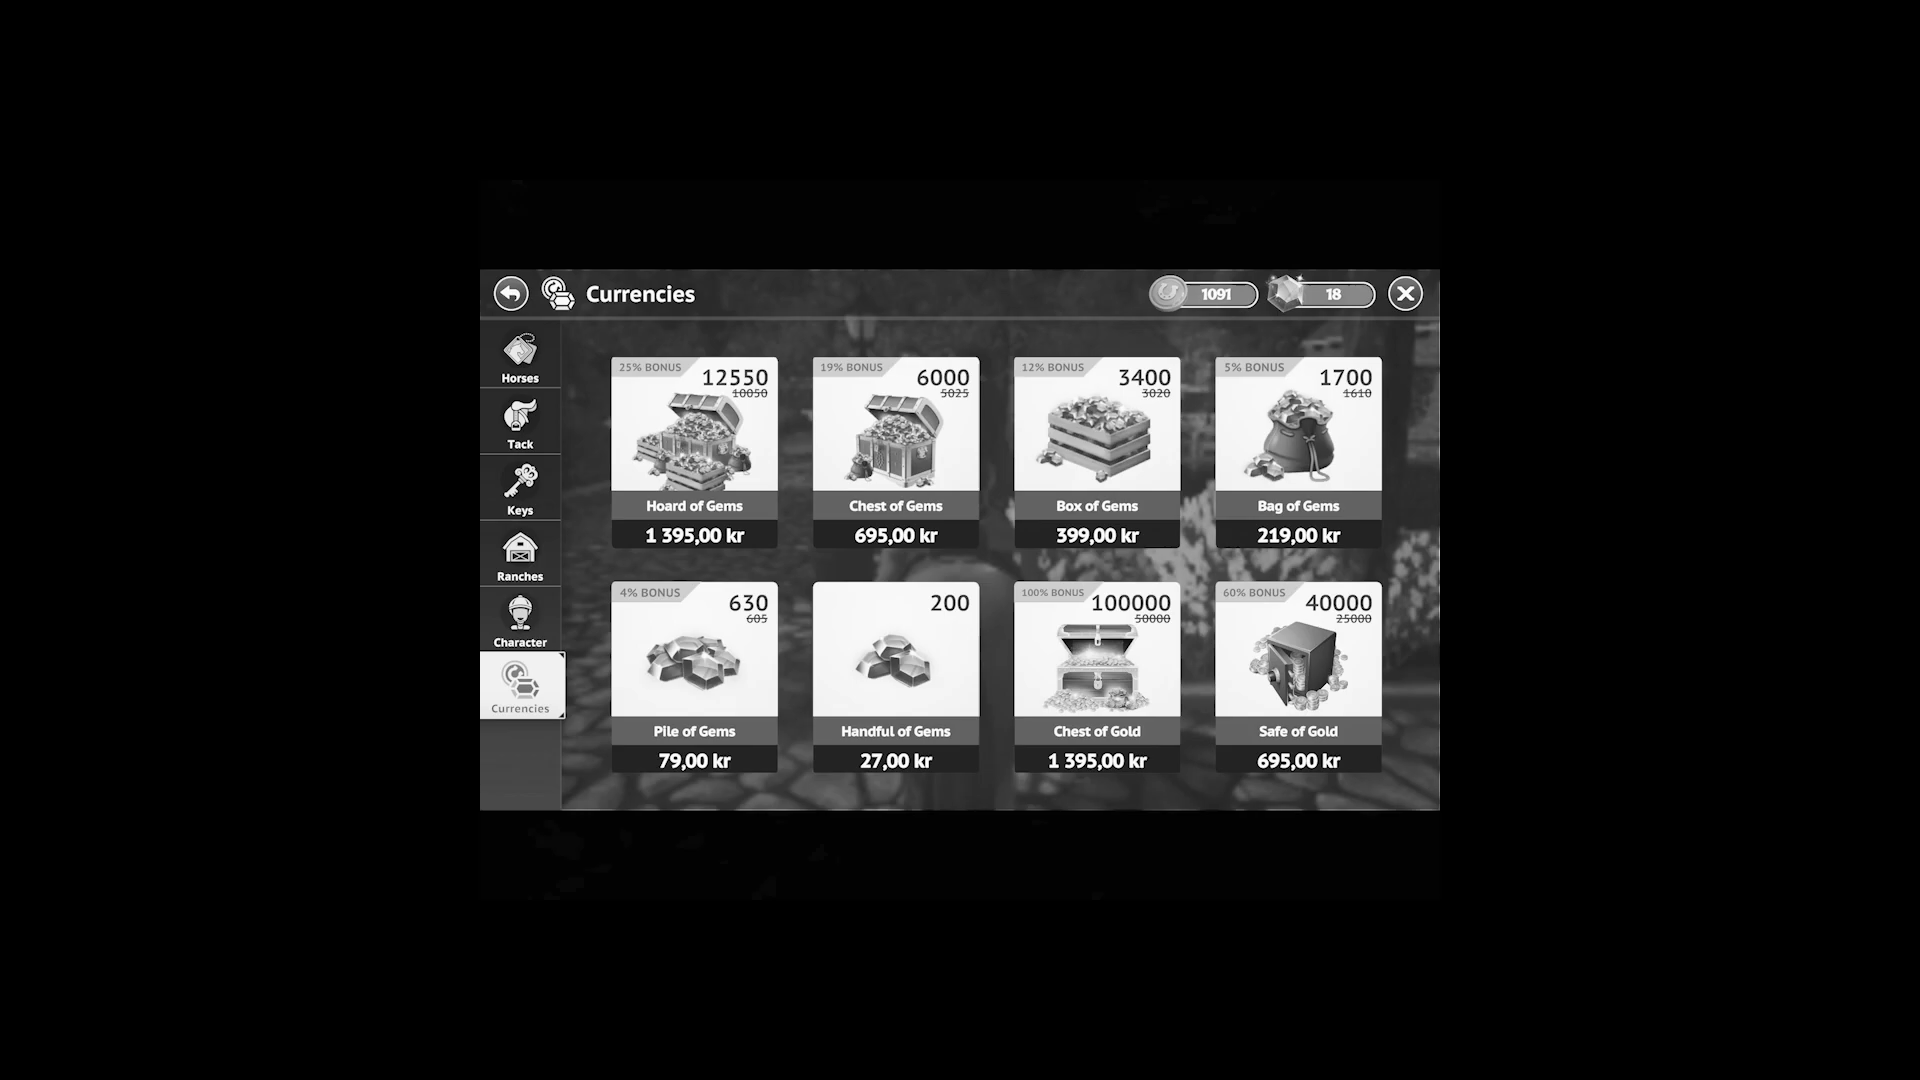 Currencies
1091
18
Horses
Tack
Keys
Ranches
Character
Currencies
25% BONUS
12550
10050
Hoard of Gems
1 395,00 kr
19% BONUS
6000
5025
Chest of Gems
695,00 kr
12% BONUS
3400
3020
Box of Gems
399,00 kr
5% BONUS
1700
1610
Bag of Gems
219,00 kr
4% BONUS
630
605
Pile of Gems
79,00 kr
200
Handful of Gems
27,00 kr
100% BONUS
100000
50000
Chest of Gold
1 395,00 kr
60% BONUS
40000
25000
Safe of Gold
695,00 kr